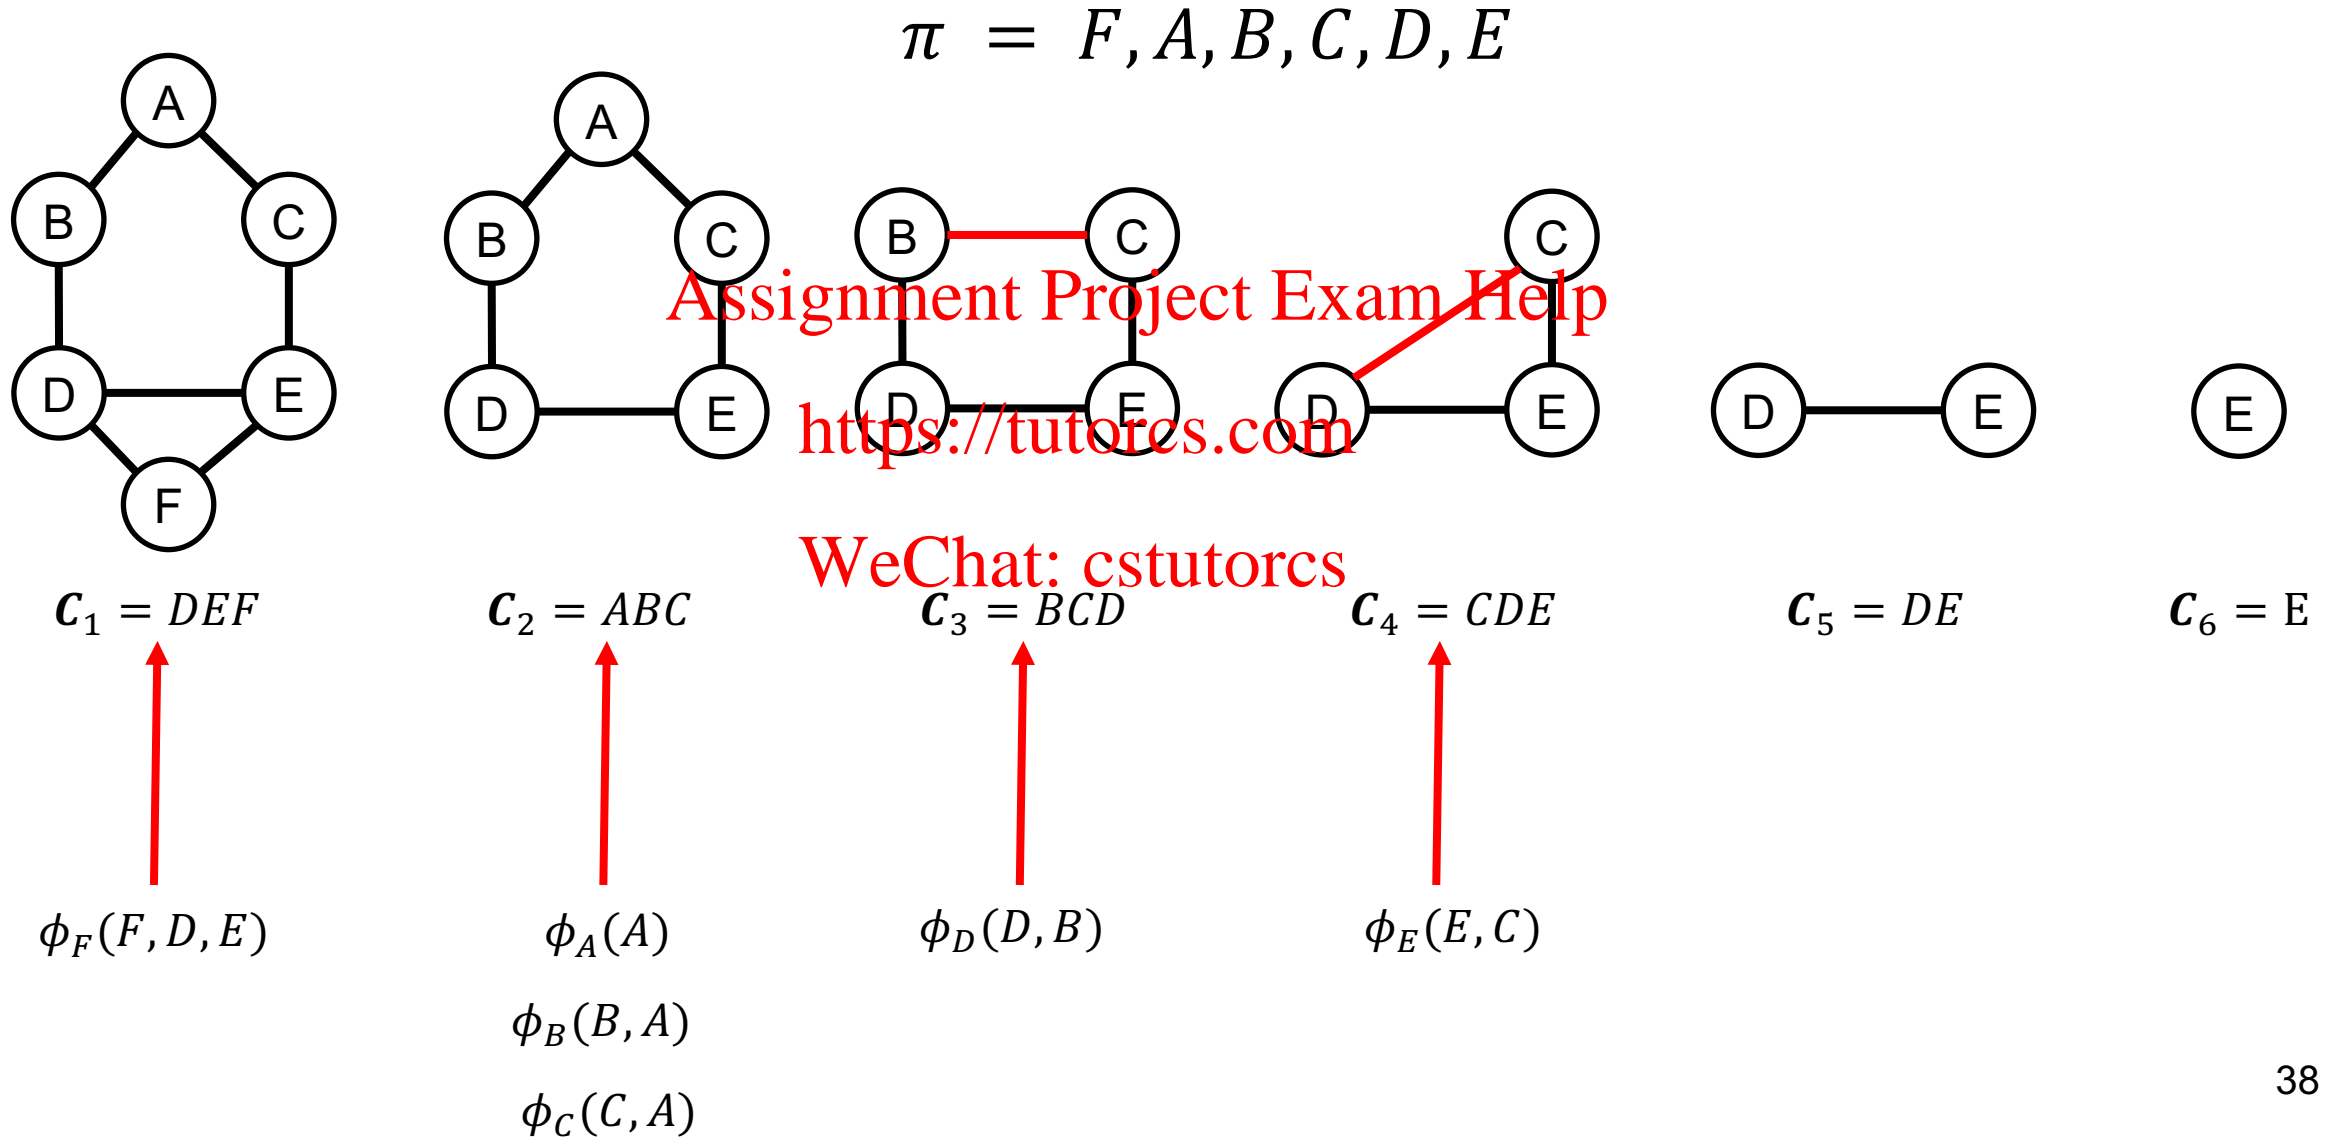 π = F, A, B, C, D, E
A
B C
D E
F
A
B C
D E
B C
D E
C
D E
D E
E
Assignment Project Exam Help
https://tutorcs.com
WeChat: cstutorcs
C₁ = DEF
C₂ = ABC
C₃ = BCD
C₄ = CDE
C₅ = DE
C₆ = E
ϕ_F(F, D, E)
ϕ_A(A)
ϕ_B(B, A)
ϕ_C(C, A)
ϕ_D(D, B)
ϕ_E(E, C)
38